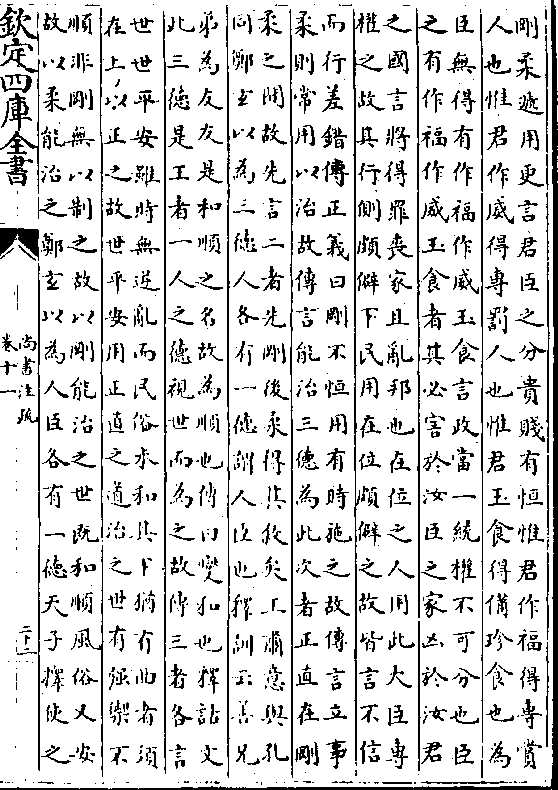 剛柔遞用更言君臣之分貴賤有恒惟君作福得專賞
人也惟君作威得專罰人也惟君玉食得備珍食也為
臣無得有作福作威玉食言政當一統權不可分也臣
之有作福作威玉食者其必害於汝臣之家凶於汝君
之國言將得罪喪家且亂邦也在位之人用此大臣專
權之故其行側頗僻下民用在位頗僻之故皆言不信
而行差錯傳正義曰剛不恒用有時施之故傳言立事
柔則常用以治故傳言能治三德為此次者正直在剛
柔之間故先言二者先剛後柔得其敘矣王肅意與孔
同鄭玄以為三德人各有一德謂人臣也釋訓云善兄
弟為友友是和順之名故為順也傳曰燮和也釋詁文
此三德是王者一人之德視世而為之故傳三者各言
世世平安雖時無逆亂而民俗未和其下猶有曲者須
在上以正之故世平安用正直之道治之世有強禦不
順非剛無以制之故以剛能治之世既和順風俗又安
故以柔能治之鄭玄以為人臣各有一德天子擇使之
欽定四庫全書
尚書注疏
卷十一